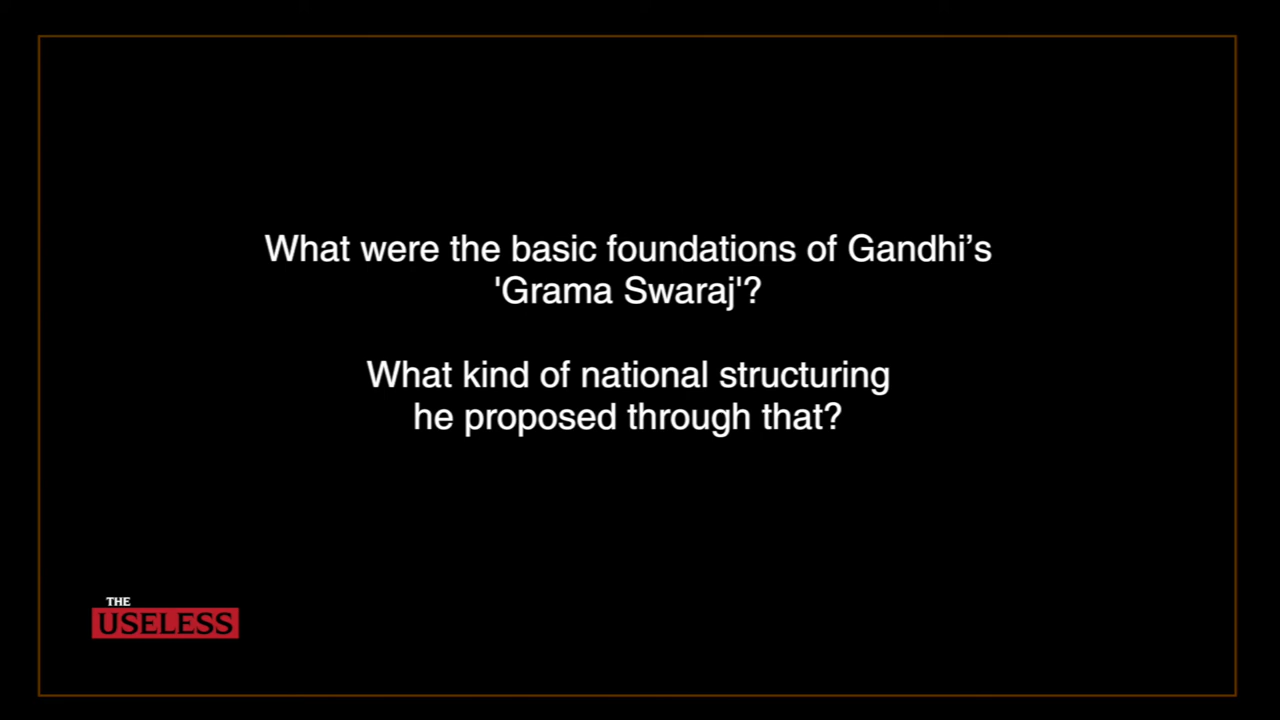 What were the basic foundations of Gandhi’s
'Grama Swaraj'?
What kind of national structuring
he proposed through that?
THE
USELESS